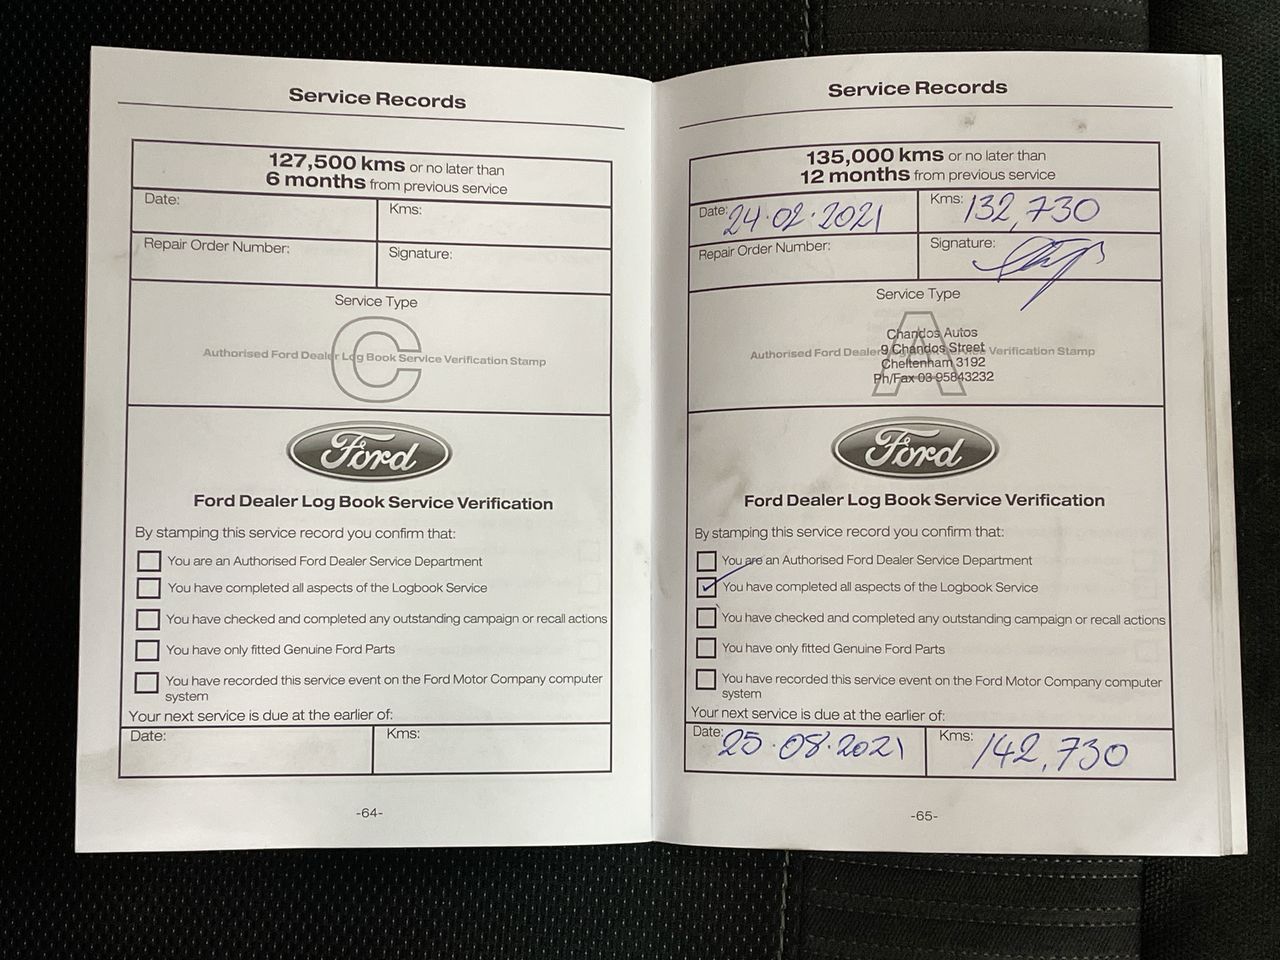 Service Records
127,500 kms or no later than
6 months from previous service
Date:
Kms:
Repair Order Number:
Signature:
Service Type
C
Authorised Ford Dealer Log Book Service Verification Stamp
Ford
Ford Dealer Log Book Service Verification
By stamping this service record you confirm that:
You are an Authorised Ford Dealer Service Department
You have completed all aspects of the Logbook Service
You have checked and completed any outstanding campaign or recall actions
You have only fitted Genuine Ford Parts
You have recorded this service event on the Ford Motor Company computer
system
Your next service is due at the earlier of:
Date:
Kms:
-64-
Service Records
135,000 kms or no later than
12 months from previous service
Date: 24.02.2021
Kms: 132,730
Repair Order Number:
Signature:
Service Type
A
Chandos Autos
9 Chandos Street
Authorised Ford Dealer Verification Stamp
Cheltenham 3192
Ph/Fax 03 95843232
Ford
Ford Dealer Log Book Service Verification
By stamping this service record you confirm that:
You are an Authorised Ford Dealer Service Department
You have completed all aspects of the Logbook Service
You have checked and completed any outstanding campaign or recall actions
You have only fitted Genuine Ford Parts
You have recorded this service event on the Ford Motor Company computer
system
Your next service is due at the earlier of:
Date: 25.08.2021
Kms: 142,730
-65-